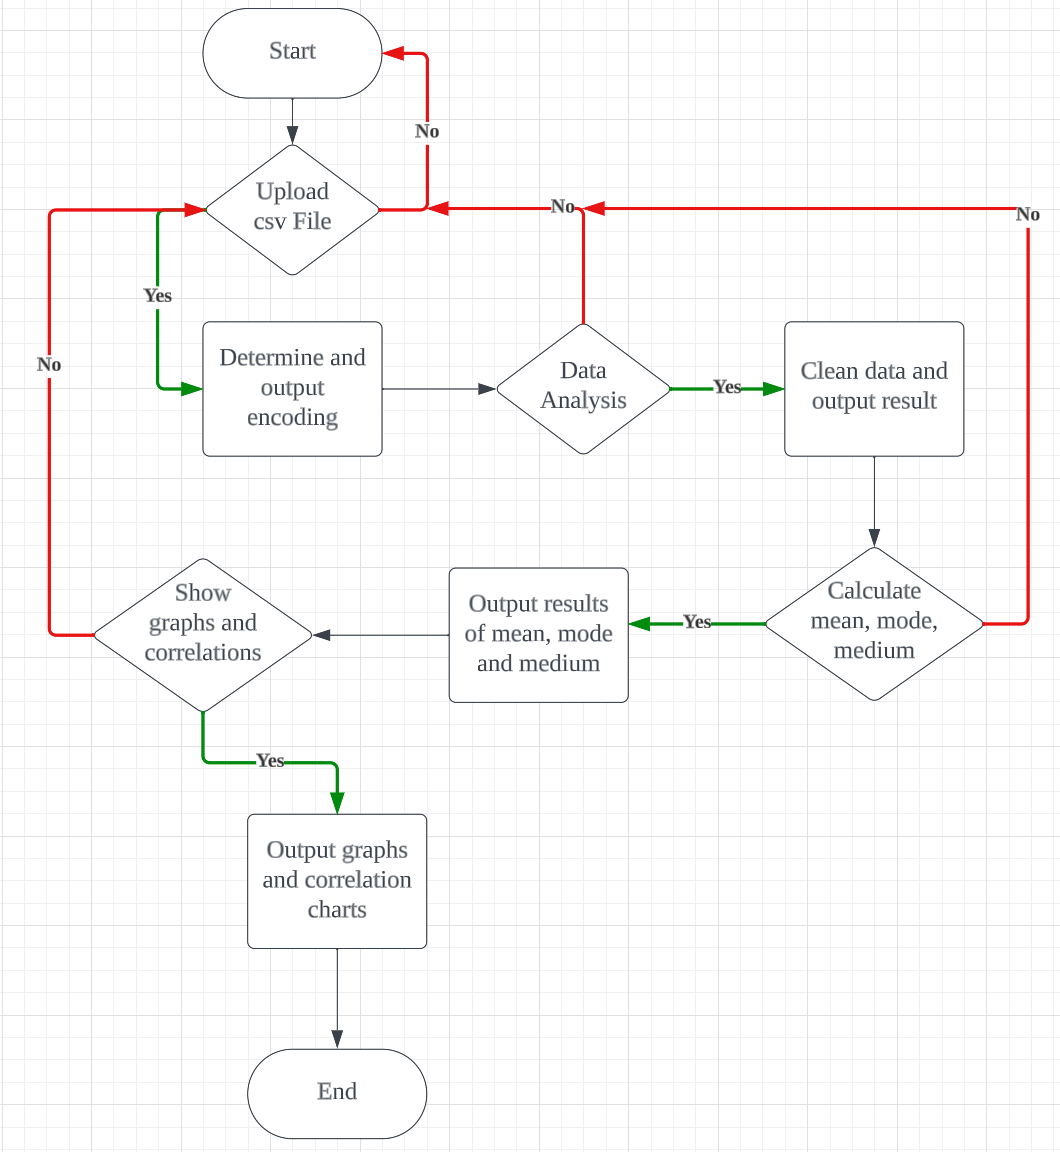 Start
No
Upload
csv File
No
No
Yes
No
Determine and
output
encoding
Data
Analysis
Yes
Clean data and
output result
Show
graphs and
correlations
Output results
of mean, mode
and medium
Yes
Calculate
mean, mode,
medium
Yes
Output graphs
and correlation
charts
End